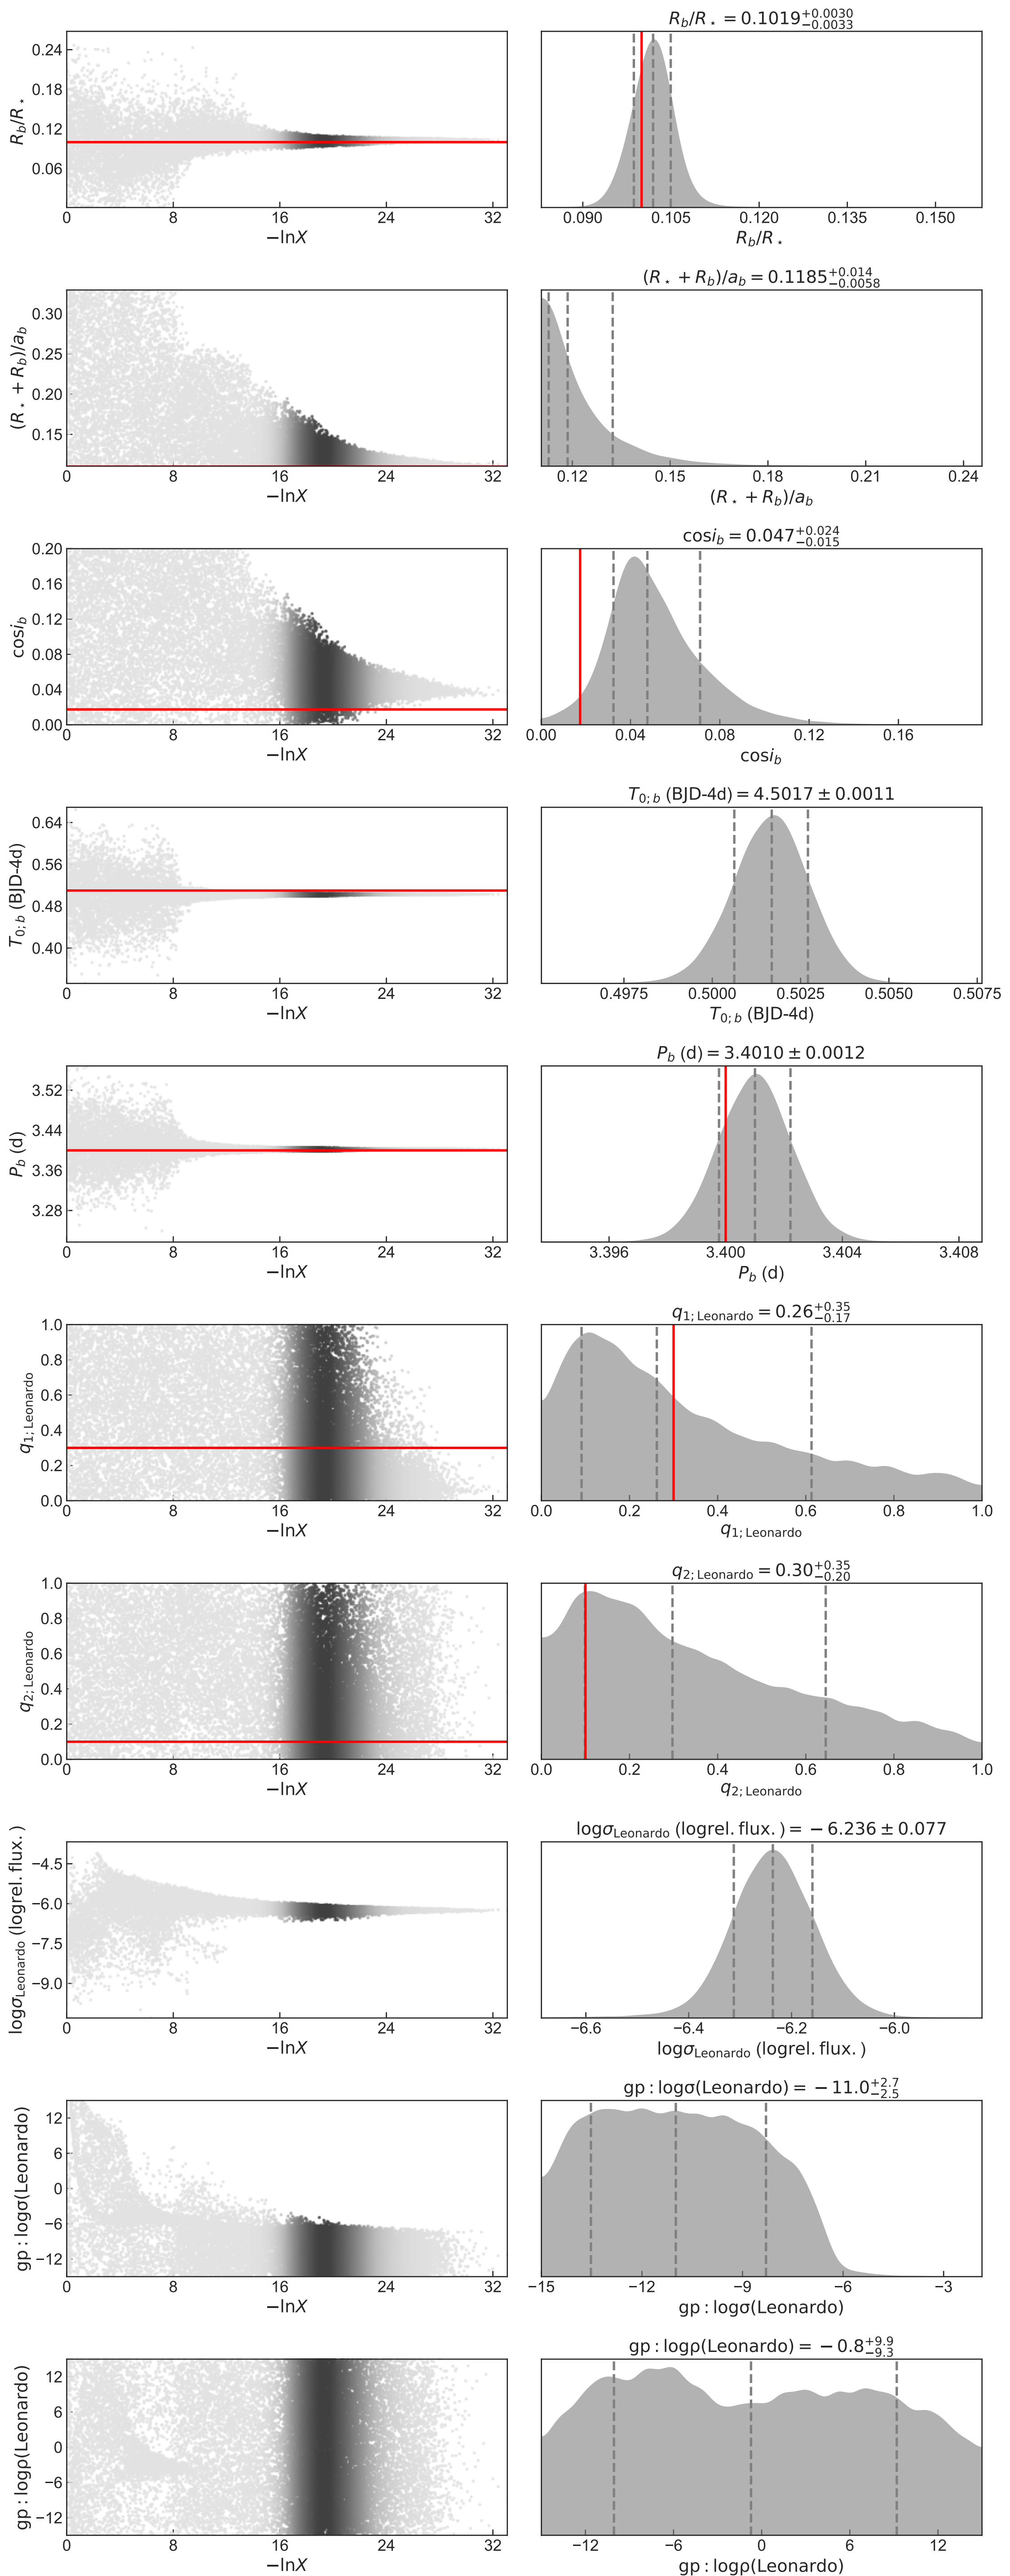 R_b/R⋆ = 0.1019^{+0.0030}_{−0.0033}
R_b/R⋆
0.24
0.18
0.12
0.06
0 8 16 24 32
−lnX
0.090 0.105 0.120 0.135 0.150
R_b/R⋆
(R⋆ + R_b)/a_b = 0.1185^{+0.014}_{−0.0058}
(R⋆ + R_b)/a_b
0.30
0.25
0.20
0.15
0 8 16 24 32
−lnX
0.12 0.15 0.18 0.21 0.24
(R⋆ + R_b)/a_b
cosi_b = 0.047^{+0.024}_{−0.015}
cosi_b
0.20
0.16
0.12
0.08
0.04
0.00
0 8 16 24 32
−lnX
0.00 0.04 0.08 0.12 0.16
cosi_b
T_{0;b} (BJD-4d) = 4.5017 ± 0.0011
T_{0;b} (BJD-4d)
0.64
0.56
0.48
0.40
0 8 16 24 32
−lnX
0.4975 0.5000 0.5025 0.5050 0.5075
T_{0;b} (BJD-4d)
P_b (d) = 3.4010 ± 0.0012
P_b (d)
3.52
3.44
3.36
3.28
0 8 16 24 32
−lnX
3.396 3.400 3.404 3.408
P_b (d)
q_{1;Leonardo} = 0.26^{+0.35}_{−0.17}
q_{1;Leonardo}
1.0
0.8
0.6
0.4
0.2
0.0
0 8 16 24 32
−lnX
0.0 0.2 0.4 0.6 0.8 1.0
q_{1;Leonardo}
q_{2;Leonardo} = 0.30^{+0.35}_{−0.20}
q_{2;Leonardo}
1.0
0.8
0.6
0.4
0.2
0.0
0 8 16 24 32
−lnX
0.0 0.2 0.4 0.6 0.8 1.0
q_{2;Leonardo}
logσ_{Leonardo} (logrel. flux.) = −6.236 ± 0.077
logσ_{Leonardo} (logrel. flux.)
−4.5
−6.0
−7.5
−9.0
0 8 16 24 32
−lnX
−6.6 −6.4 −6.2 −6.0
logσ_{Leonardo} (logrel. flux.)
gp: logσ(Leonardo) = −11.0^{+2.7}_{−2.5}
gp: logσ(Leonardo)
12
6
0
−6
−12
0 8 16 24 32
−lnX
−15 −12 −9 −6 −3
gp: logσ(Leonardo)
gp: logρ(Leonardo) = −0.8^{+9.9}_{−9.3}
gp: logρ(Leonardo)
12
6
0
−6
−12
0 8 16 24 32
−lnX
−12 −6 0 6 12
gp: logρ(Leonardo)